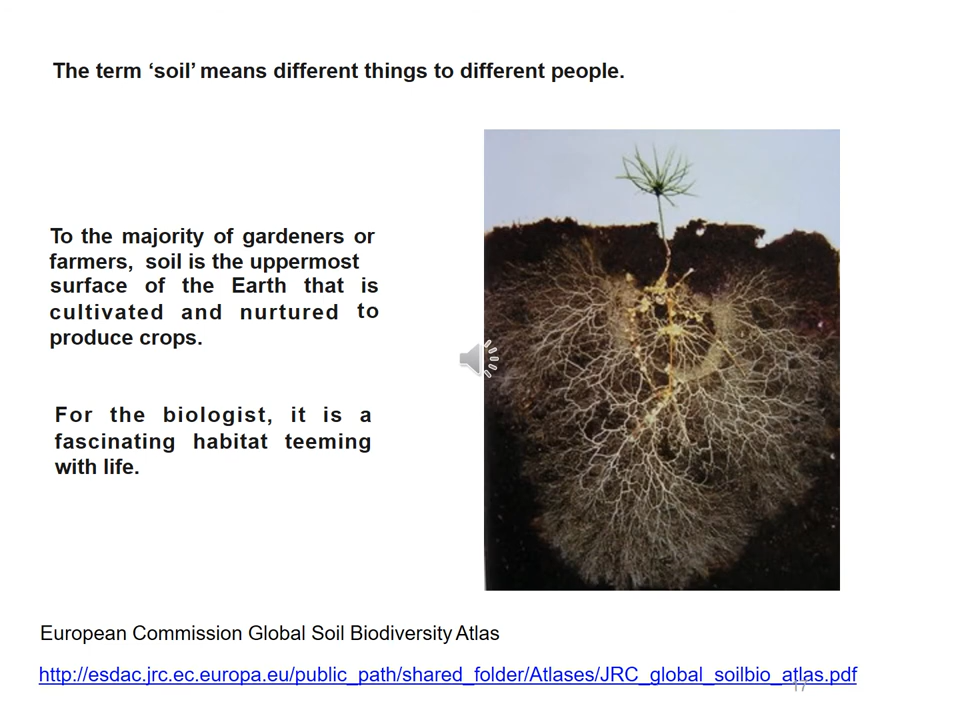 The term ‘soil’ means different things to different people.
To the majority of gardeners or
farmers, soil is the uppermost
surface of the Earth that is
cultivated and nurtured to
produce crops.
For the biologist, it is a
fascinating habitat teeming
with life.
European Commission Global Soil Biodiversity Atlas
http://esdac.jrc.ec.europa.eu/public_path/shared_folder/Atlases/JRC_global_soilbio_atlas.pdf
17